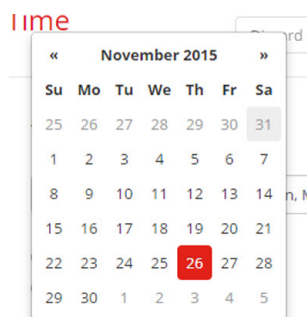 Time
Discard
« November 2015 »
Su Mo Tu We Th Fr Sa
25 26 27 28 29 30 31
1 2 3 4 5 6 7
8 9 10 11 12 13 14
15 16 17 18 19 20 21
22 23 24 25 26 27 28
29 30 1 2 3 4 5